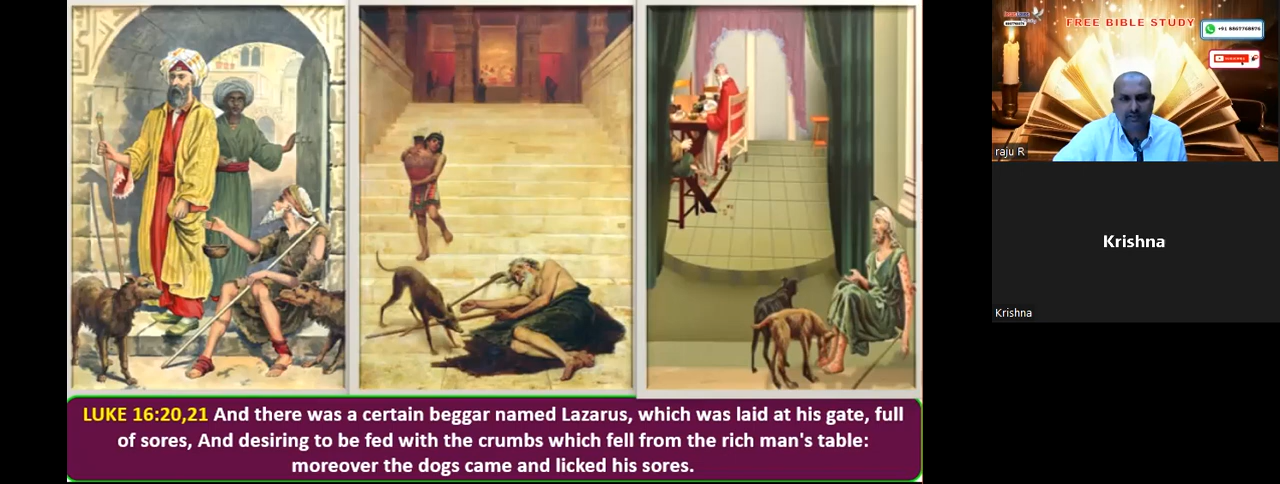 LUKE 16:20,21 And there was a certain beggar named Lazarus, which was laid at his gate, full
of sores, And desiring to be fed with the crumbs which fell from the rich man's table:
moreover the dogs came and licked his sores.
FREE BIBLE STUDY
+91 8867768876
raju R
Krishna
Krishna